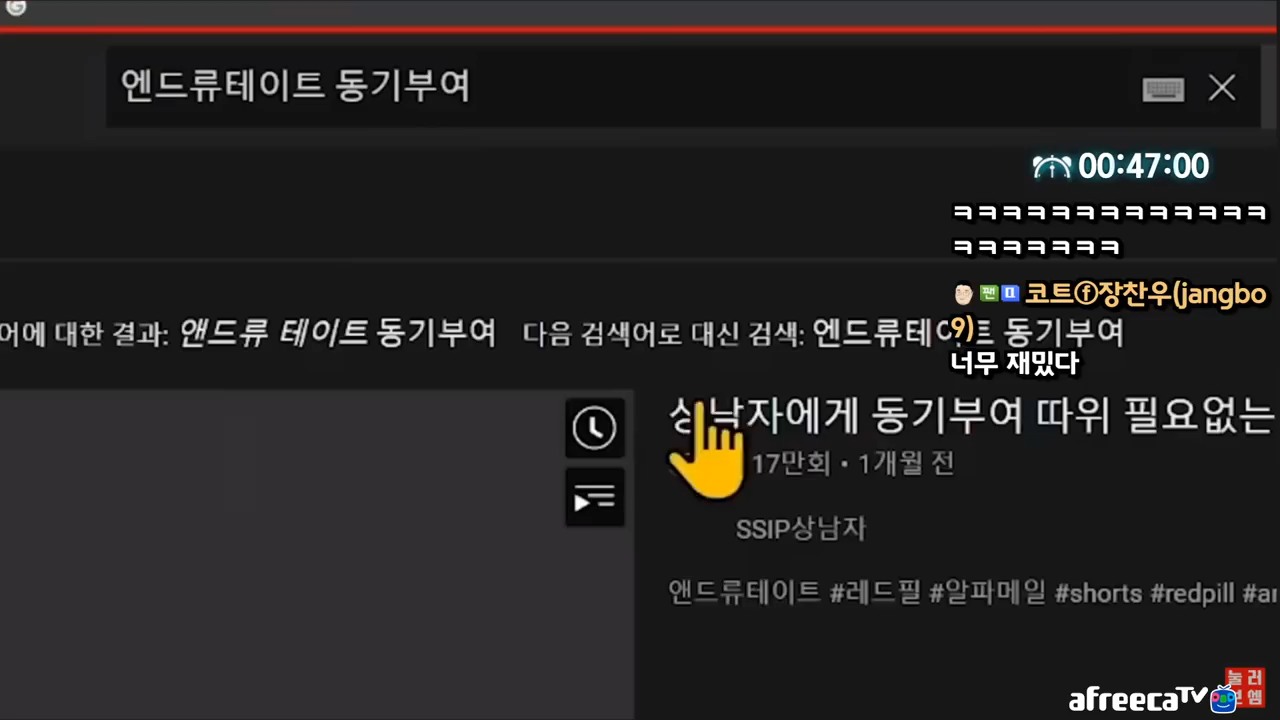 엔드류테이트 동기부여
00:47:00
ㅋㅋㅋㅋㅋㅋㅋㅋㅋㅋㅋㅋㅋ
ㅋㅋㅋㅋㅋㅋㅋ
팬 코트ⓕ장찬우(jangbo
9)
너무 재밌다
어에 대한 결과: 앤드류 테이트 동기부여 다음 검색어로 대신 검색: 엔드류테이트 동기부여
상남자에게 동기부여 따위 필요없는
17만회 • 1개월 전
SSIP상남자
앤드류테이트 #레드필 #알파메일 #shorts #redpill #an
afreecaTV